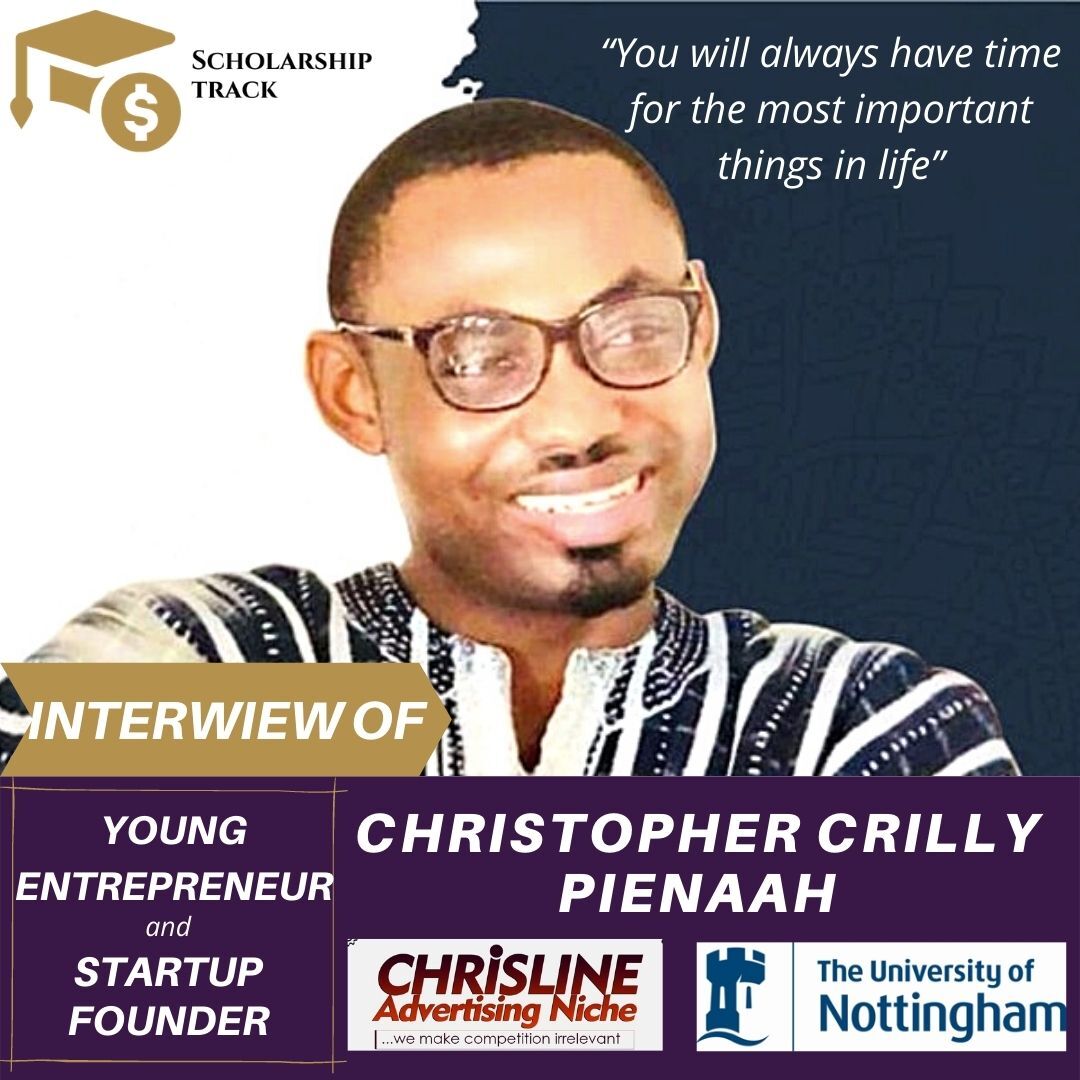 SCHOLARSHIP
TRACK
“You will always have time
for the most important
things in life”
INTERWIEW OF
YOUNG
ENTREPRENEUR
and
STARTUP
FOUNDER
CHRISTOPHER CRILLY
PIENAAH
CHRiSLINE
Advertising Niche
...we make competition irrelevant
The University of
Nottingham